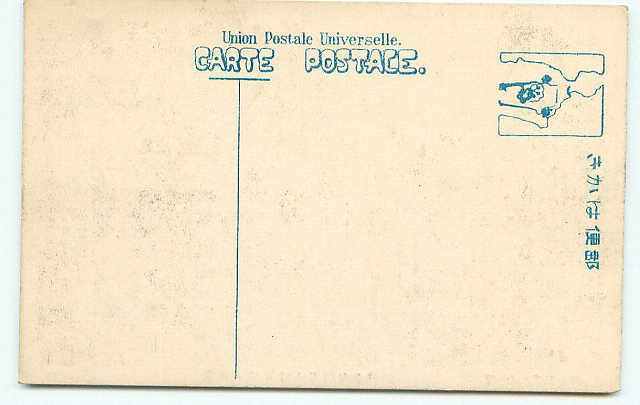 Union Postale Universelle.
CARTE POSTALE.
郵便はかき